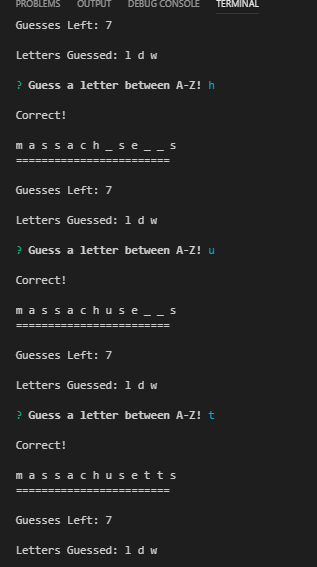 PROBLEMS OUTPUT DEBUG CONSOLE TERMINAL
Guesses Left: 7
Letters Guessed: l d w
? Guess a letter between A-Z! h
Correct!
m a s s a c h _ s e _ _ s
========================
Guesses Left: 7
Letters Guessed: l d w
? Guess a letter between A-Z! u
Correct!
m a s s a c h u s e _ _ s
========================
Guesses Left: 7
Letters Guessed: l d w
? Guess a letter between A-Z! t
Correct!
m a s s a c h u s e t t s
========================
Guesses Left: 7
Letters Guessed: l d w